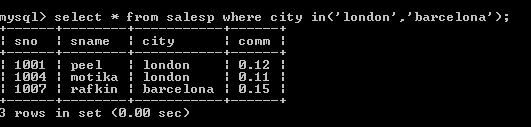 mysql> select * from salesp where city in('london','barcelona');
+------+--------+-----------+------+
| sno  | sname  | city      | comm |
+------+--------+-----------+------+
| 1001 | peel   | london    | 0.12 |
| 1004 | motika | london    | 0.11 |
| 1007 | rafkin | barcelona | 0.15 |
+------+--------+-----------+------+
3 rows in set (0.00 sec)